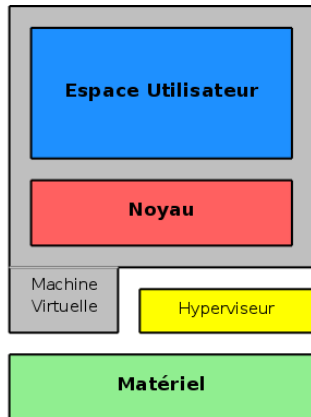 Espace Utilisateur
Noyau
Machine
Virtuelle
Hyperviseur
Matériel